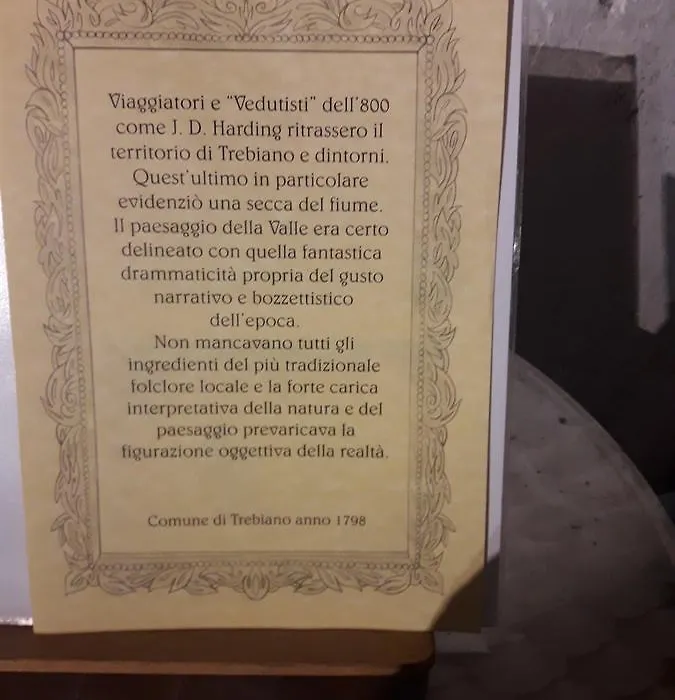 Viaggiatori e "Vedutisti" dell'800
come J. D. Harding ritrassero il
territorio di Trebiano e dintorni.
Quest'ultimo in particolare
evidenziò una secca del fiume.
Il paesaggio della Valle era certo
delineato con quella fantastica
drammaticità propria del gusto
narrativo e bozzettistico
dell'epoca.
Non mancavano tutti gli
ingredienti del più tradizionale
folclore locale e la forte carica
interpretativa della natura e del
paesaggio prevaricava la
figurazione oggettiva della realtà.
Comune di Trebiano anno 1798